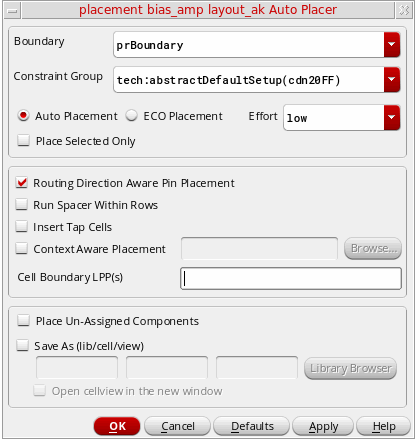 placement bias_amp layout_ak Auto Placer
Boundary prBoundary
Constraint Group tech:abstractDefaultSetup(cdn20FF)
Auto Placement ECO Placement Effort low
Place Selected Only
Routing Direction Aware Pin Placement
Run Spacer Within Rows
Insert Tap Cells
Context Aware Placement Browse...
Cell Boundary LPP(s)
Place Un-Assigned Components
Save As (lib/cell/view)
Library Browser
Open cellview in the new window
OK Cancel Defaults Apply Help